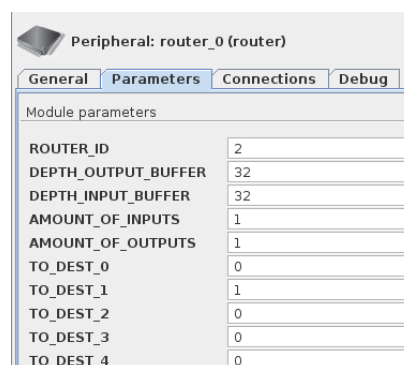 Peripheral: router_0 (router)
General Parameters Connections Debug
Module parameters
ROUTER_ID 2
DEPTH_OUTPUT_BUFFER 32
DEPTH_INPUT_BUFFER 32
AMOUNT_OF_INPUTS 1
AMOUNT_OF_OUTPUTS 1
TO_DEST_0 0
TO_DEST_1 1
TO_DEST_2 0
TO_DEST_3 0
TO_DEST_4 0